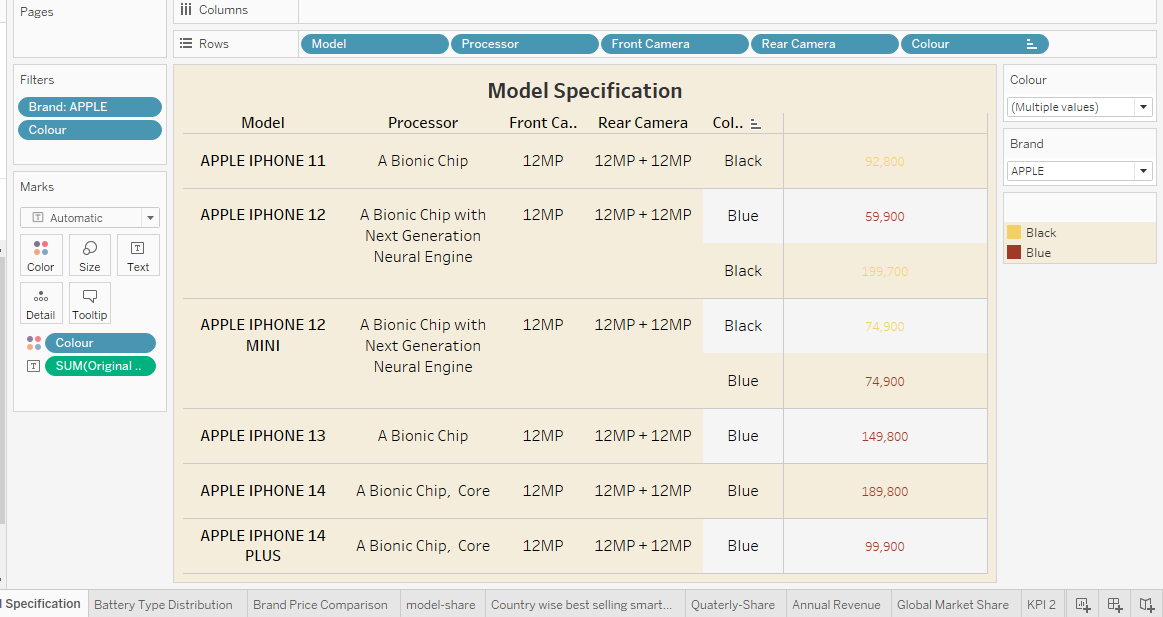 Pages
Columns
Rows
Model
Processor
Front Camera
Rear Camera
Colour
Filters
Brand: APPLE
Colour
Marks
Automatic
Color
Size
Text
Detail
Tooltip
Colour
SUM(Original ..
Model Specification
Model Processor Front Ca.. Rear Camera Col..
APPLE IPHONE 11 A Bionic Chip 12MP 12MP + 12MP Black 92,800
APPLE IPHONE 12 A Bionic Chip with 12MP 12MP + 12MP Blue 59,900
Next Generation
Neural Engine
Black 199,700
APPLE IPHONE 12 A Bionic Chip with 12MP 12MP + 12MP Black 74,900
MINI Next Generation
Neural Engine
Blue 74,900
APPLE IPHONE 13 A Bionic Chip 12MP 12MP + 12MP Blue 149,800
APPLE IPHONE 14 A Bionic Chip, Core 12MP 12MP + 12MP Blue 189,800
APPLE IPHONE 14 A Bionic Chip, Core 12MP 12MP + 12MP Blue 99,900
PLUS
Colour
(Multiple values)
Brand
APPLE
Black
Blue
l Specification
Battery Type Distribution
Brand Price Comparison
model-share
Country wise best selling smart...
Quaterly-Share
Annual Revenue
Global Market Share
KPI 2